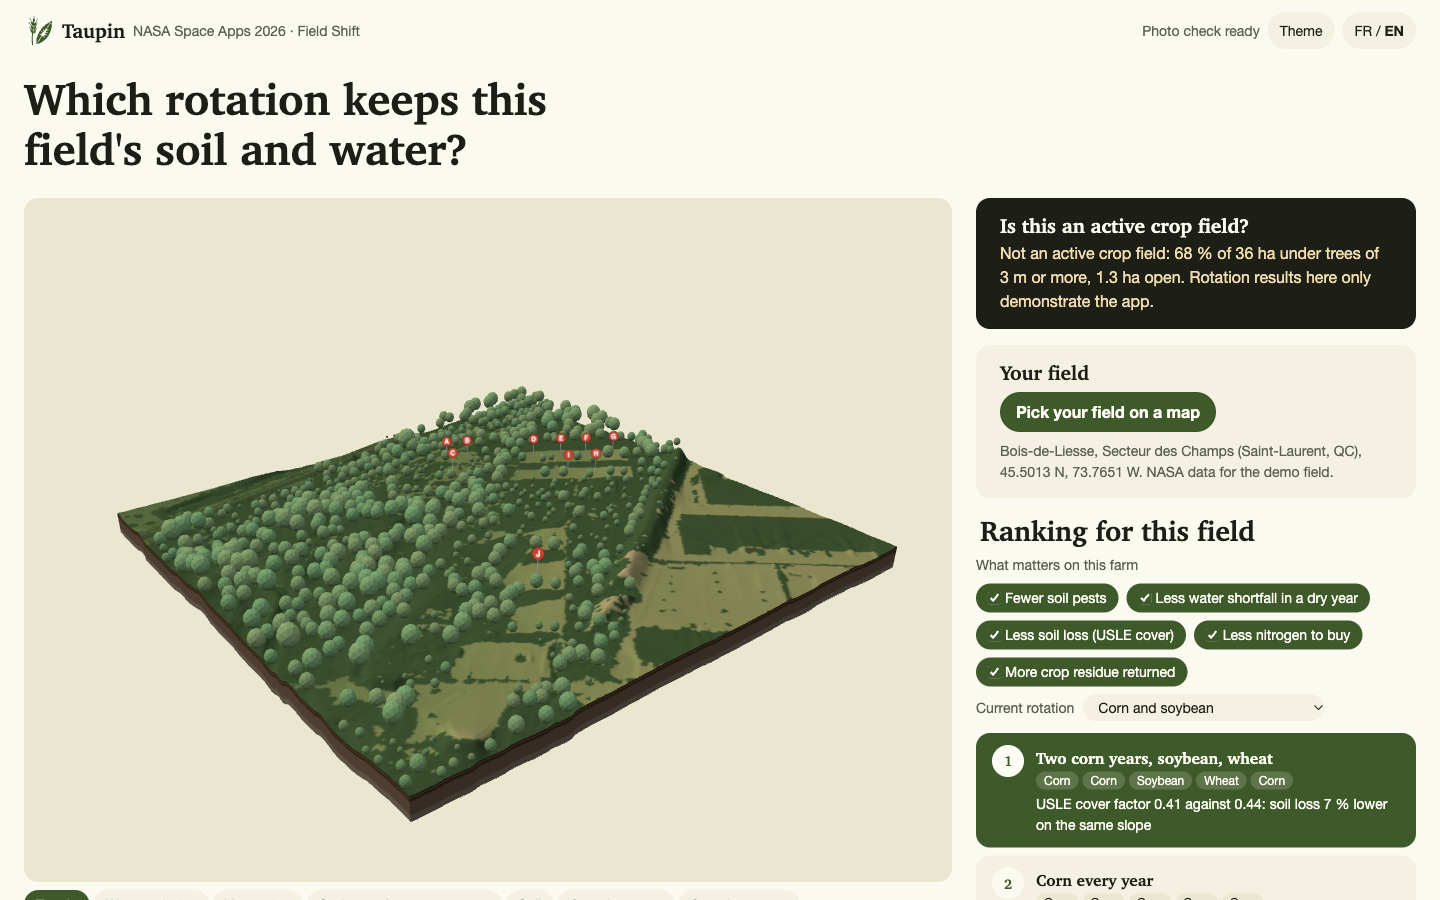 Taupin NASA Space Apps 2026 · Field Shift
Photo check ready Theme FR / EN
Which rotation keeps this
field's soil and water?
A B D E F G
C I H
J
Is this an active crop field?
Not an active crop field: 68 % of 36 ha under trees of
3 m or more, 1.3 ha open. Rotation results here only
demonstrate the app.
Your field
Pick your field on a map
Bois-de-Liesse, Secteur des Champs (Saint-Laurent, QC),
45.5013 N, 73.7651 W. NASA data for the demo field.
Ranking for this field
What matters on this farm
✓ Fewer soil pests ✓ Less water shortfall in a dry year
✓ Less soil loss (USLE cover) ✓ Less nitrogen to buy
✓ More crop residue returned
Current rotation Corn and soybean
1 Two corn years, soybean, wheat
Corn Corn Soybean Wheat Corn
USLE cover factor 0.41 against 0.44: soil loss 7 % lower
on the same slope
2 Corn every year